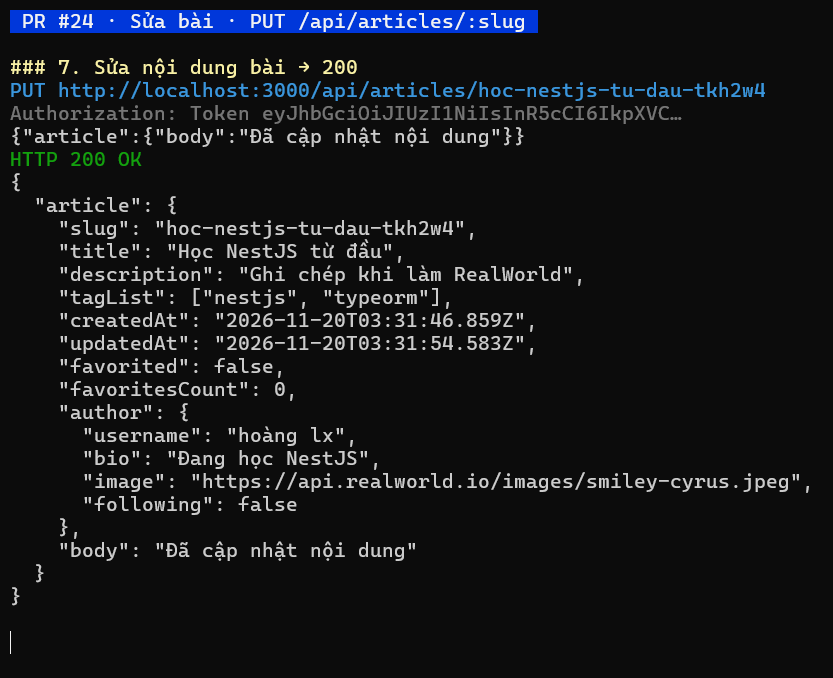 PR #24 · Sửa bài · PUT /api/articles/:slug
### 7. Sửa nội dung bài → 200
PUT http://localhost:3000/api/articles/hoc-nestjs-tu-dau-tkh2w4
Authorization: Token eyJhbGciOiJIUzI1NiIsInR5cCI6IkpXVC…
{"article":{"body":"Đã cập nhật nội dung"}}
HTTP 200 OK
{
  "article": {
    "slug": "hoc-nestjs-tu-dau-tkh2w4",
    "title": "Học NestJS từ đầu",
    "description": "Ghi chép khi làm RealWorld",
    "tagList": ["nestjs", "typeorm"],
    "createdAt": "2026-11-20T03:31:46.859Z",
    "updatedAt": "2026-11-20T03:31:54.583Z",
    "favorited": false,
    "favoritesCount": 0,
    "author": {
      "username": "hoàng lx",
      "bio": "Đang học NestJS",
      "image": "https://api.realworld.io/images/smiley-cyrus.jpeg",
      "following": false
    },
    "body": "Đã cập nhật nội dung"
  }
}